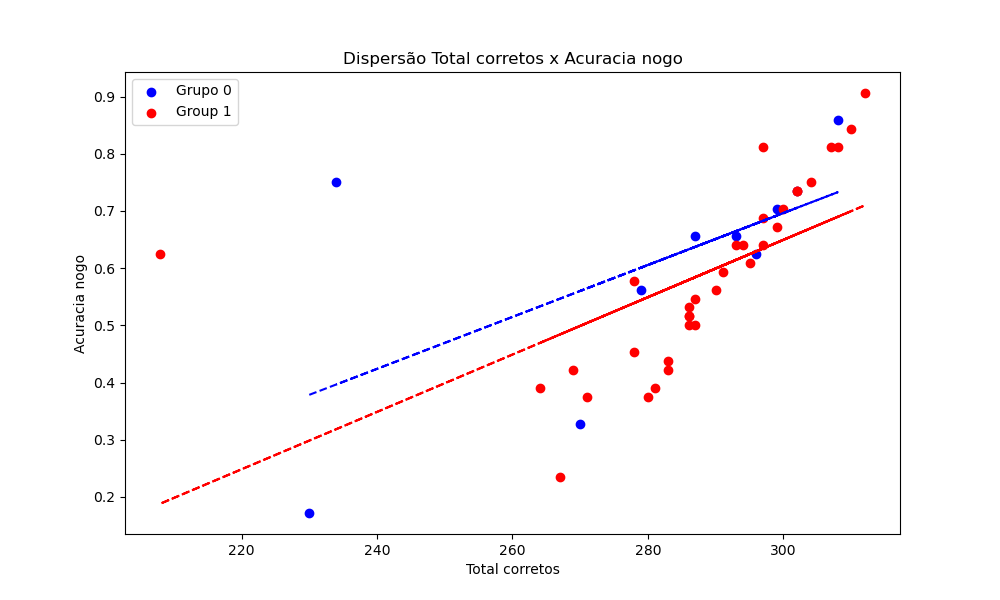 Dispersão Total corretos x Acuracia nogo
Grupo 0
Group 1
0.9
0.8
0.7
0.6
0.5
0.4
0.3
0.2
Acuracia nogo
220
240
260
280
300
Total corretos